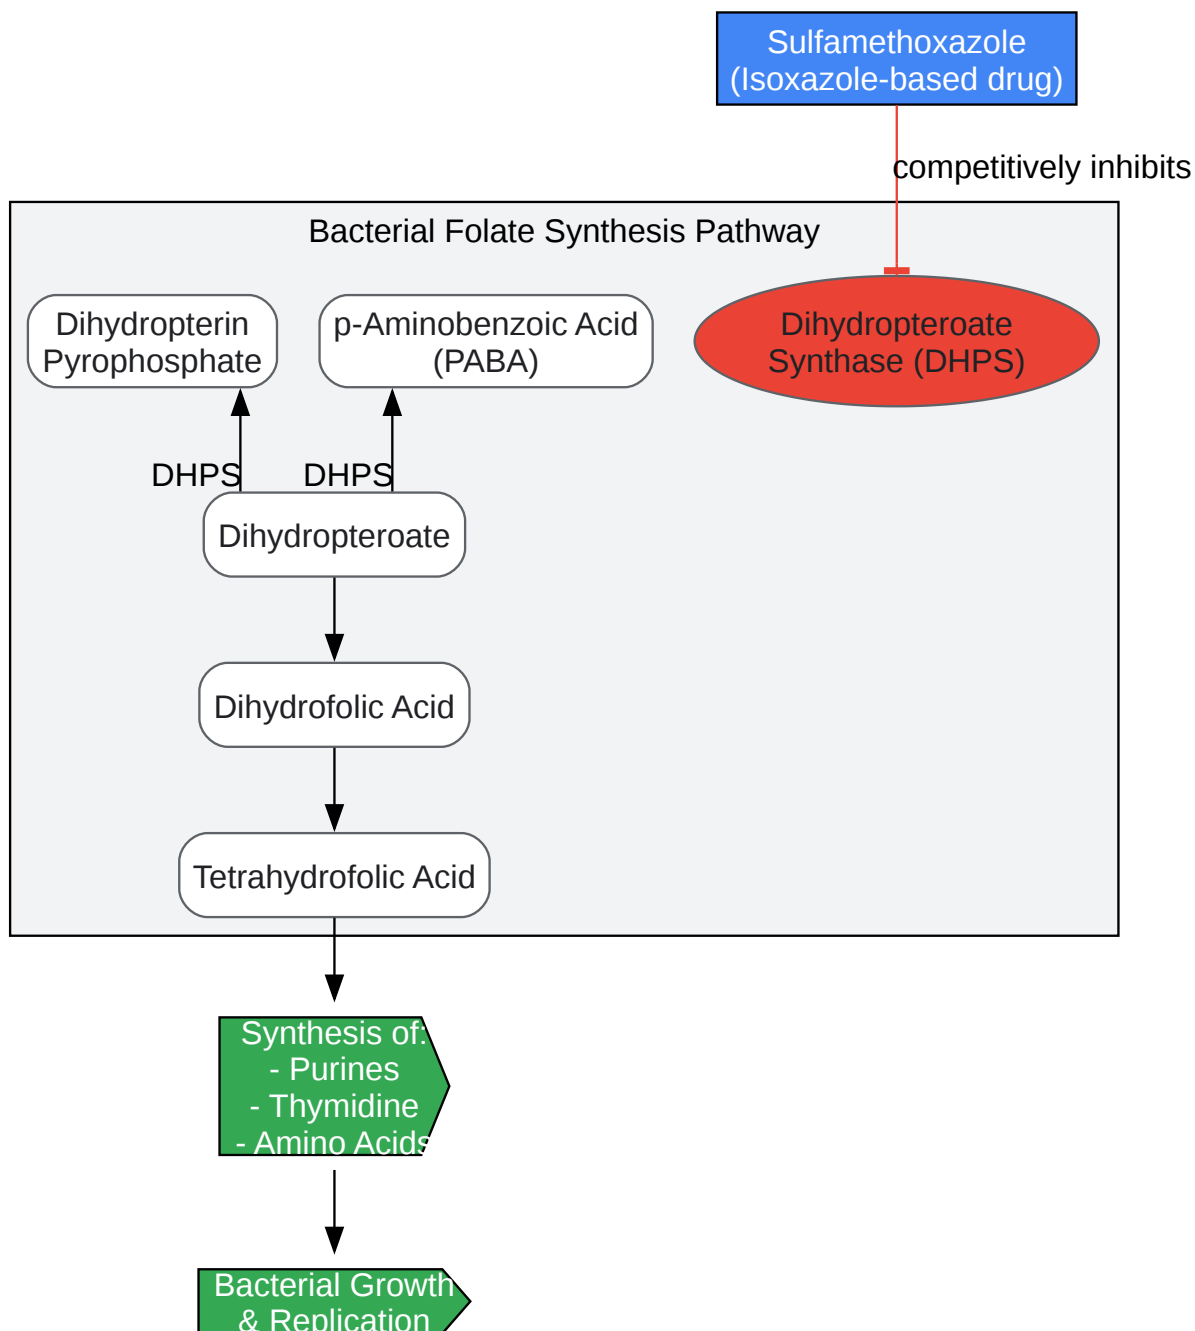 Sulfamethoxazole
(Isoxazole-based drug)
competitively inhibits
Bacterial Folate Synthesis Pathway
Dihydropterin
Pyrophosphate
p-Aminobenzoic Acid
(PABA)
Dihydropteroate
Synthase (DHPS)
DHPS
DHPS
Dihydropteroate
Dihydrofolic Acid
Tetrahydrofolic Acid
Synthesis of:
- Purines
- Thymidine
- Amino Acids
Bacterial Growth
& Replication